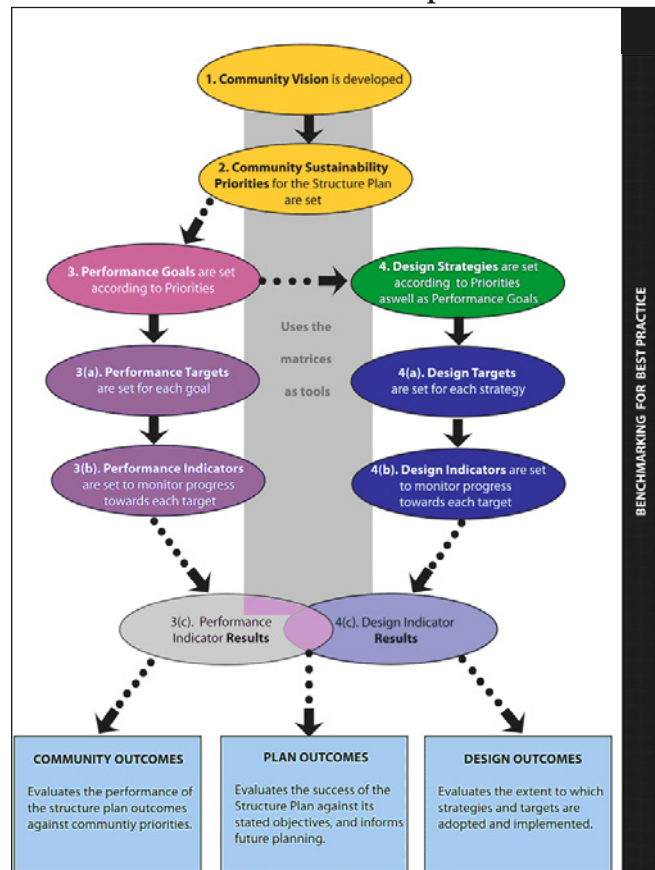 1. Community Vision is developed
2. Community Sustainability
Priorities for the Structure Plan
are set
3. Performance Goals are set
according to Priorities
4. Design Strategies are set
according to Priorities
aswell as Performance Goals
Uses the
matrices
as tools
3(a). Performance Targets
are set for each goal
4(a). Design Targets
are set for each strategy
3(b). Performance Indicators
are set to monitor progress
towards each target
4(b). Design Indicators are set
to monitor progress
towards each target
3(c). Performance
Indicator Results
4(c). Design Indicator
Results
COMMUNITY OUTCOMES
Evaluates the performance of
the structure plan outcomes
against communtiy priorities.
PLAN OUTCOMES
Evaluates the success of the
Structure Plan against its
stated objectives, and informs
future planning.
DESIGN OUTCOMES
Evaluates the extent to which
strategies and targets are
adopted and implemented.
BENCHMARKING FOR BEST PRACTICE